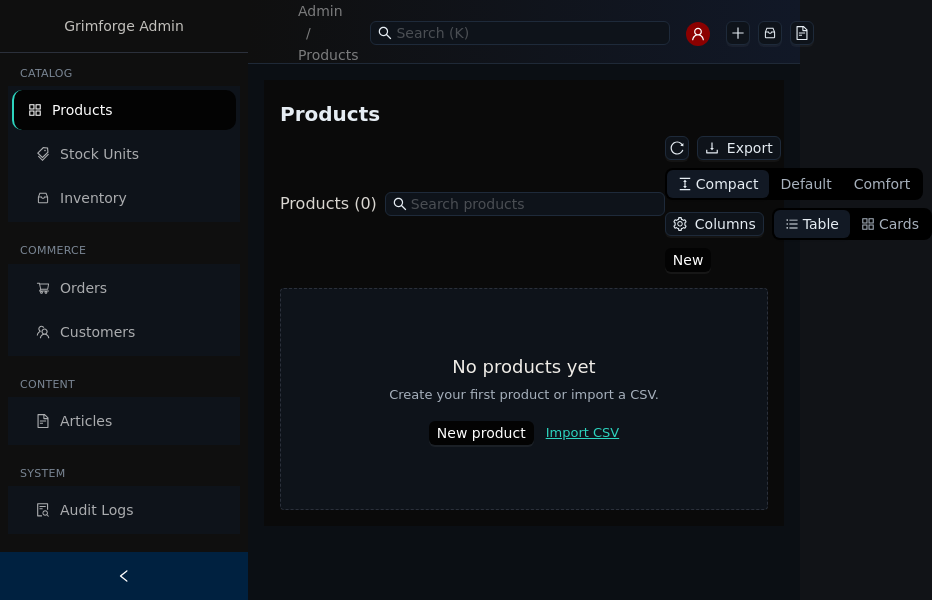 Grimforge Admin
Admin
/
Products
Search (K)
CATALOG
Products
Stock Units
Inventory
COMMERCE
Orders
Customers
CONTENT
Articles
SYSTEM
Audit Logs
Products
Export
Compact Default Comfort
Products (0) Search products
Columns Table Cards
New
No products yet
Create your first product or import a CSV.
New product Import CSV